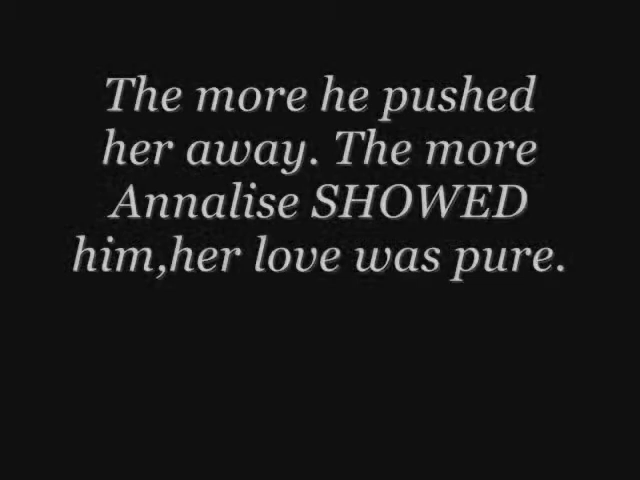 The more he pushed
her away. The more
Annalise SHOWED
him,her love was pure.